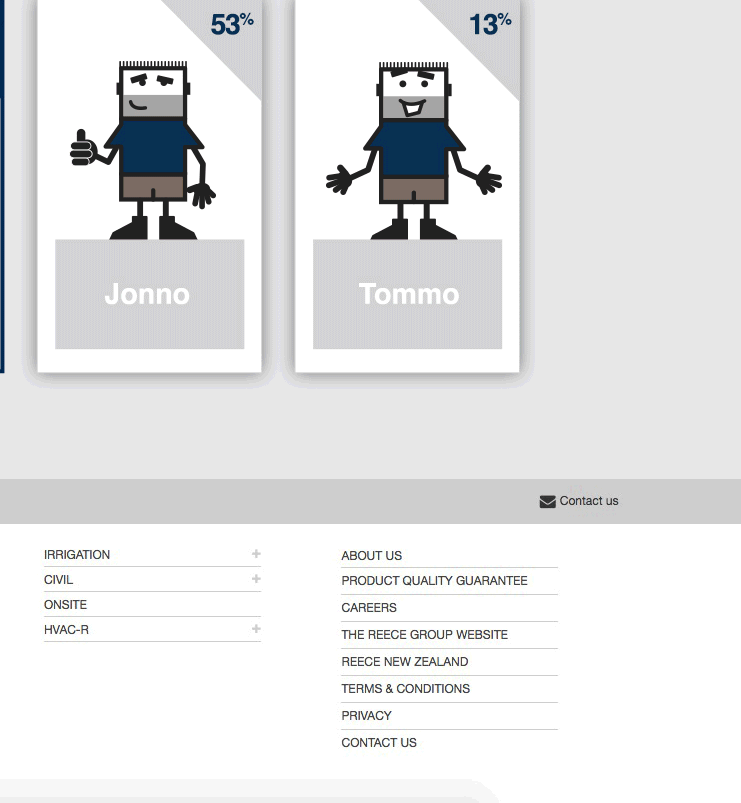 53%
13%
Jonno
Tommo
Contact us
IRRIGATION +
CIVIL +
ONSITE
HVAC-R +
ABOUT US
PRODUCT QUALITY GUARANTEE
CAREERS
THE REECE GROUP WEBSITE
REECE NEW ZEALAND
TERMS & CONDITIONS
PRIVACY
CONTACT US